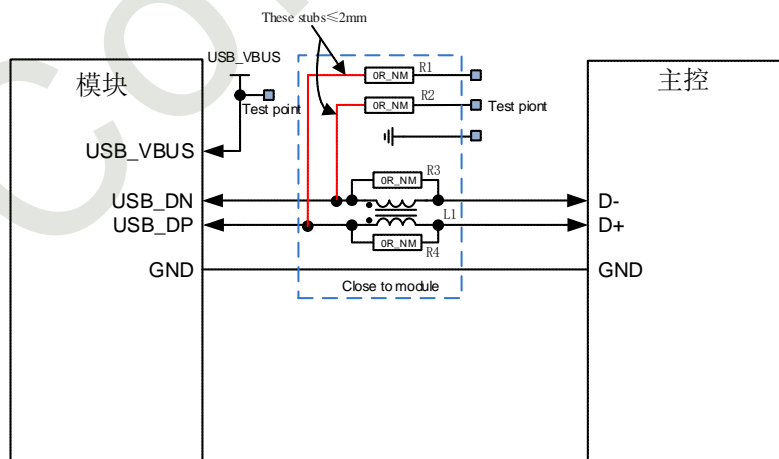 These stubs≤2mm
USB_VBUS
模块
主控
0R_NM
R1
0R_NM
R2
Test point
Test piont
USB_VBUS
0R_NM
R3
USB_DN
D-
L1
USB_DP
D+
0R_NM
R4
GND
GND
Close to module